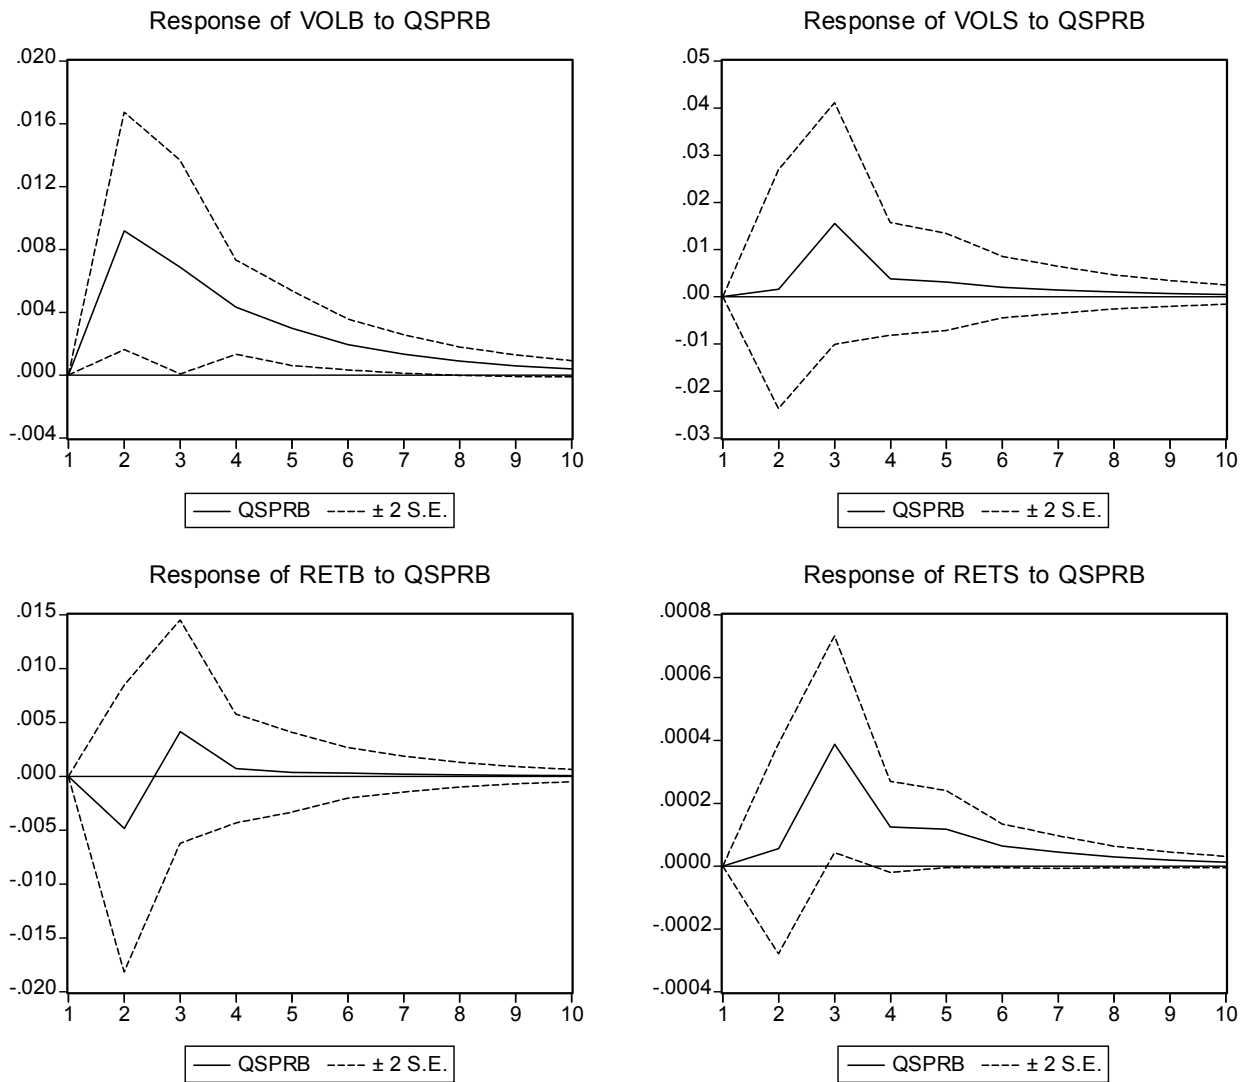 Response of VOLB to QSPRB
.020
.016
.012
.008
.004
.000
-.004
1 2 3 4 5 6 7 8 9 10
QSPRB ± 2 S.E.
Response of VOLS to QSPRB
.05
.04
.03
.02
.01
.00
-.01
-.02
-.03
1 2 3 4 5 6 7 8 9 10
QSPRB ± 2 S.E.
Response of RETB to QSPRB
.015
.010
.005
.000
-.005
-.010
-.015
-.020
1 2 3 4 5 6 7 8 9 10
QSPRB ± 2 S.E.
Response of RETS to QSPRB
.0008
.0006
.0004
.0002
.0000
-.0002
-.0004
1 2 3 4 5 6 7 8 9 10
QSPRB ± 2 S.E.